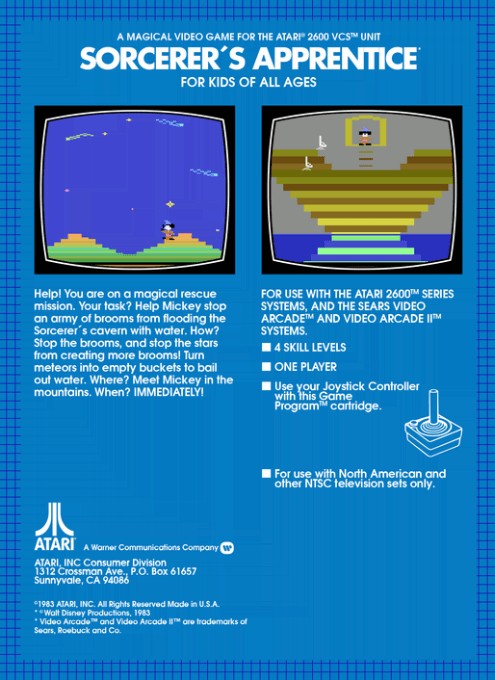 A MAGICAL VIDEO GAME FOR THE ATARI® 2600 VCS™ UNIT
SORCERER´S APPRENTICE*
FOR KIDS OF ALL AGES
Help! You are on a magical rescue
mission. Your task? Help Mickey stop
an army of brooms from flooding the
Sorcerer´s cavern with water. How?
Stop the brooms, and stop the stars
from creating more brooms! Turn
meteors into empty buckets to bail
out water. Where? Meet Mickey in the
mountains. When? IMMEDIATELY!
FOR USE WITH THE ATARI 2600™ SERIES
SYSTEMS, AND THE SEARS VIDEO
ARCADE™ AND VIDEO ARCADE II™
SYSTEMS.
■ 4 SKILL LEVELS
■ ONE PLAYER
■ Use your Joystick Controller
with this Game
Program™ cartridge.
■ For use with North American and
other NTSC television sets only.
ATARI®
A Warner Communications Company
ATARI, INC Consumer Division
1312 Crossman Ave., P.O. Box 61657
Sunnyvale, CA 94086
©1983 ATARI, INC. All Rights Reserved Made in U.S.A.
* © Walt Disney Productions, 1983
* Video Arcade™ and Video Arcade II™ are trademarks of
Sears, Roebuck and Co.